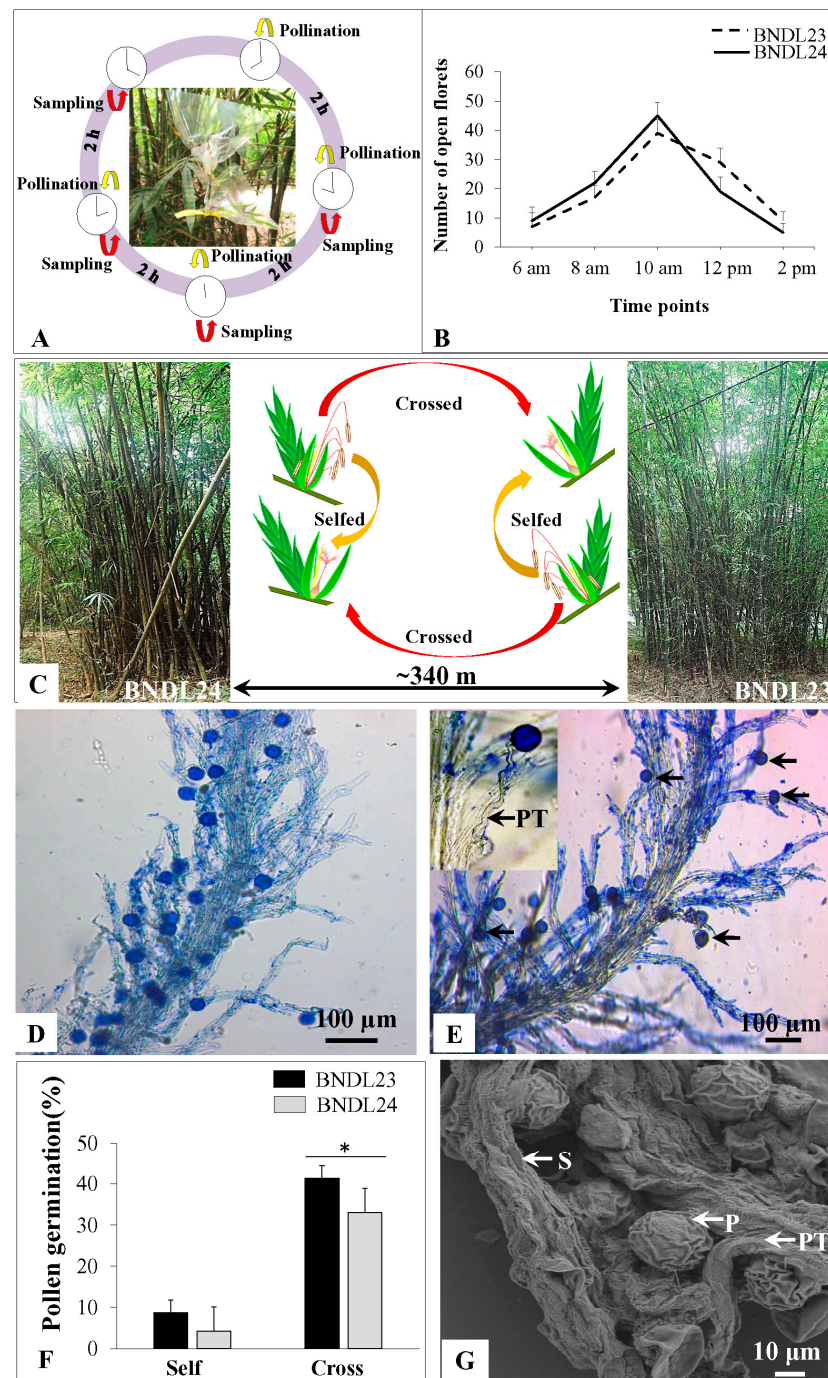 Pollination
Sampling
2 h
2 h
Pollination
Pollination
Sampling
Pollination
Sampling
2 h
2 h
Sampling
A
BNDL23
BNDL24
Number of open florets
60
50
40
30
20
10
0
6 am 8 am 10 am 12 pm 2 pm
Time points
B
Crossed
Selfed
Selfed
Crossed
C
BNDL24
~340 m
BNDL23
D
100 µm
PT
E
100 µm
BNDL23
BNDL24
Pollen germination(%)
50
40
30
20
10
0
*
Self Cross
F
S
P
PT
G
10 µm